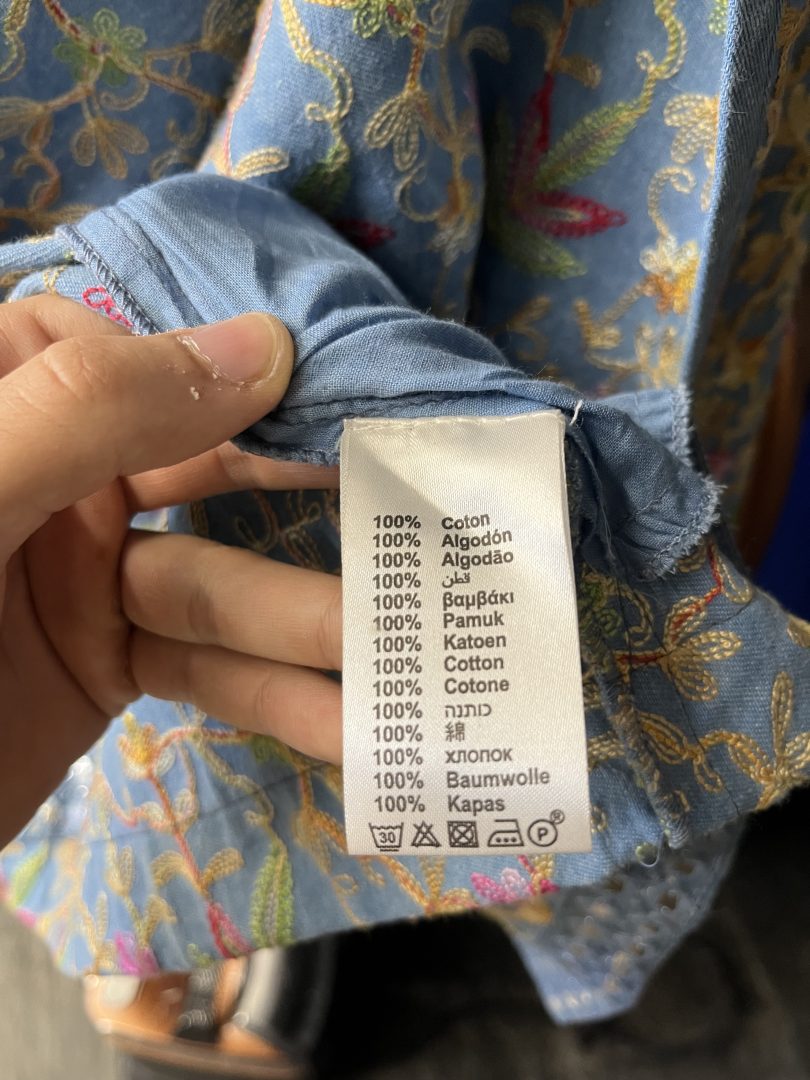 100% Coton
100% Algodón
100% Algodão
100% قطن
100% βαμβάκι
100% Pamuk
100% Katoen
100% Cotton
100% Cotone
100% כותנה
100% 綿
100% хлопок
100% Baumwolle
100% Kapas
30 P ®